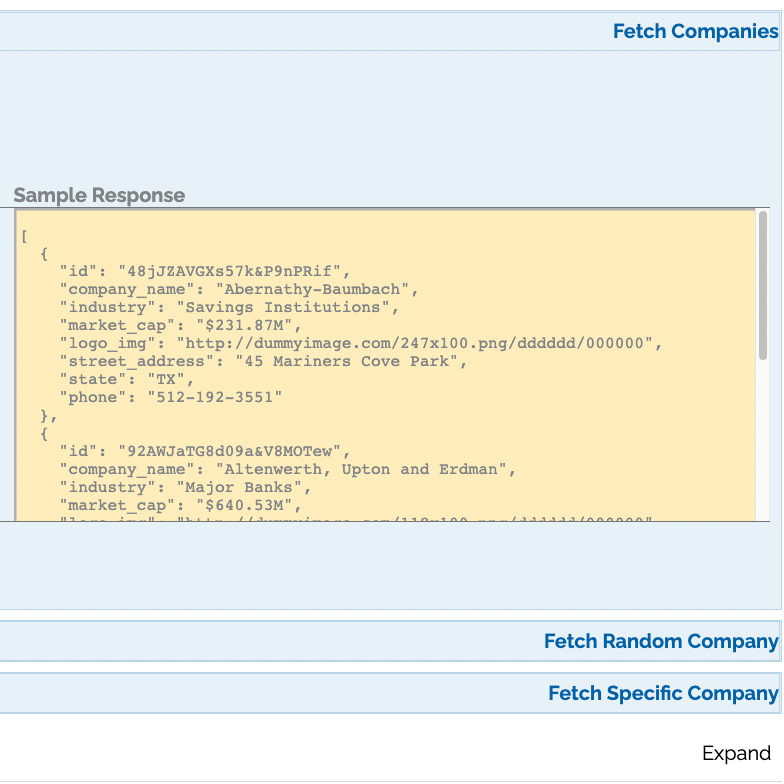 Fetch Companies
Sample Response
[
{
"id": "48jJZAVGXs57k&P9nPRif",
"company_name": "Abernathy-Baumbach",
"industry": "Savings Institutions",
"market_cap": "$231.87M",
"logo_img": "http://dummyimage.com/247x100.png/dddddd/000000",
"street_address": "45 Mariners Cove Park",
"state": "TX",
"phone": "512-192-3551"
},
{
"id": "92AWJaTG8d09a&V8MOTew",
"company_name": "Altenwerth, Upton and Erdman",
"industry": "Major Banks",
"market_cap": "$640.53M",
Fetch Random Company
Fetch Specific Company
Expand